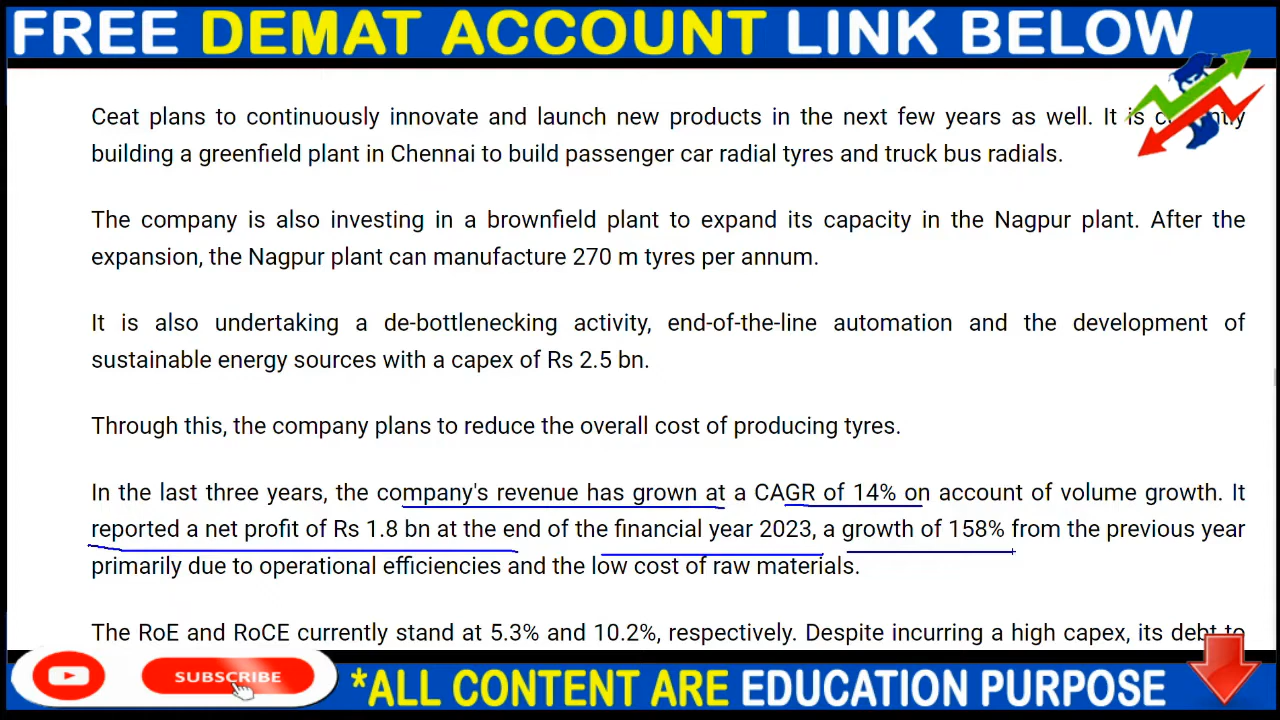 FREE DEMAT ACCOUNT LINK BELOW
Ceat plans to continuously innovate and launch new products in the next few years as well. It is
building a greenfield plant in Chennai to build passenger car radial tyres and truck bus radials.
The company is also investing in a brownfield plant to expand its capacity in the Nagpur plant. After the
expansion, the Nagpur plant can manufacture 270 m tyres per annum.
It is also undertaking a de-bottlenecking activity, end-of-the-line automation and the development of
sustainable energy sources with a capex of Rs 2.5 bn.
Through this, the company plans to reduce the overall cost of producing tyres.
In the last three years, the company's revenue has grown at a CAGR of 14% on account of volume growth. It
reported a net profit of Rs 1.8 bn at the end of the financial year 2023, a growth of 158% from the previous year
primarily due to operational efficiencies and the low cost of raw materials.
The RoE and RoCE currently stand at 5.3% and 10.2%, respectively. Despite incurring a high capex, its debt to
SUBSCRIBE
*ALL CONTENT ARE EDUCATION PURPOSE